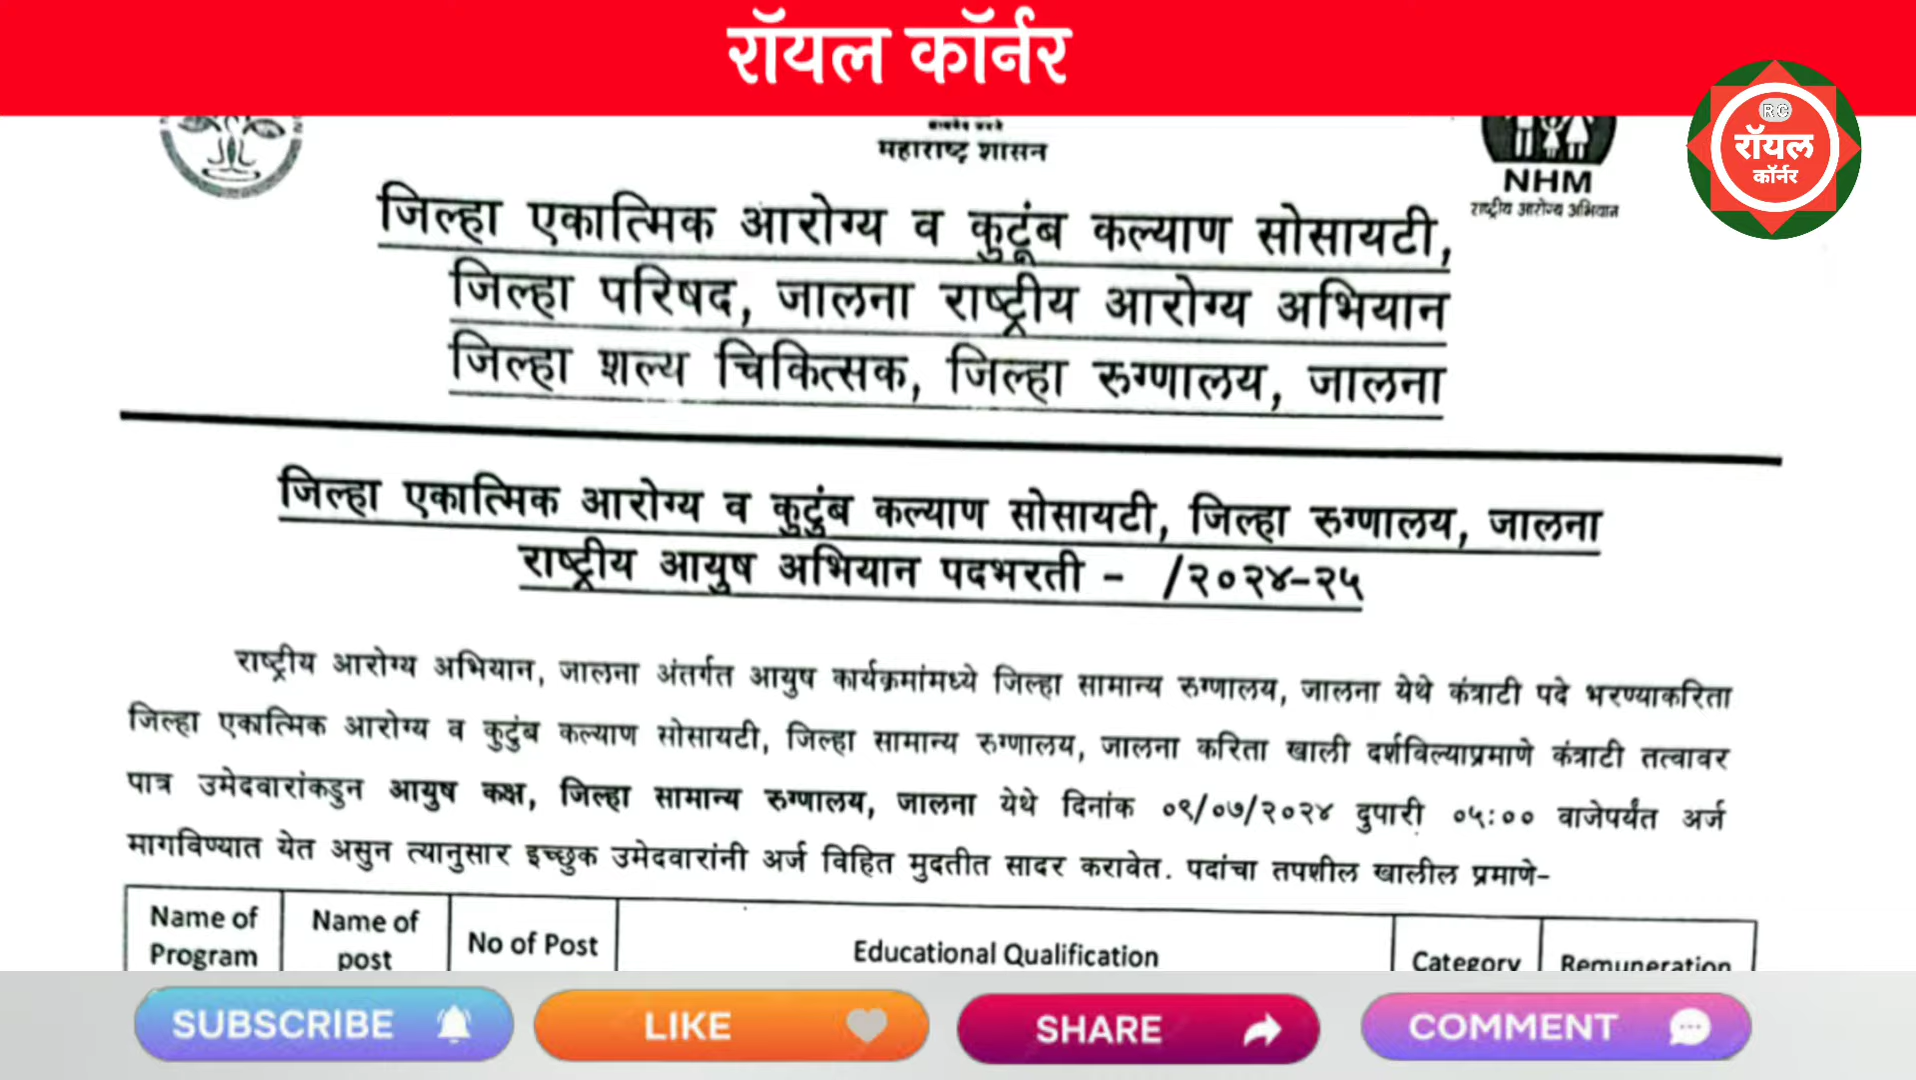 रॉयल कॉर्नर
RC
रॉयल
कॉर्नर
महाराष्ट्र शासन
NHM
राष्ट्रीय आरोग्य अभियान
जिल्हा एकात्मिक आरोग्य व कुटूंब कल्याण सोसायटी,
जिल्हा परिषद, जालना राष्ट्रीय आरोग्य अभियान
जिल्हा शल्य चिकित्सक, जिल्हा रुग्णालय, जालना
जिल्हा एकात्मिक आरोग्य व कुटुंब कल्याण सोसायटी, जिल्हा रुग्णालय, जालना
राष्ट्रीय आयुष अभियान पदभरती - /२०२४-२५
राष्ट्रीय आरोग्य अभियान, जालना अंतर्गत आयुष कार्यक्रमांमध्ये जिल्हा सामान्य रुग्णालय, जालना येथे कंत्राटी पदे भरण्याकरिता
जिल्हा एकात्मिक आरोग्य व कुटुंब कल्याण सोसायटी, जिल्हा सामान्य रुग्णालय, जालना करिता खाली दर्शविल्याप्रमाणे कंत्राटी तत्वावर
पात्र उमेदवारांकडुन आयुष कक्ष, जिल्हा सामान्य रुग्णालय, जालना येथे दिनांक ०९/०७/२०२४ दुपारी ०५:०० वाजेपर्यंत अर्ज
मागविण्यात येत असुन त्यानुसार इच्छुक उमेदवारांनी अर्ज विहित मुदतीत सादर करावेत. पदांचा तपशील खालील प्रमाणे-
Name of Program
Name of post
No of Post
Educational Qualification
Category
Remuneration
SUBSCRIBE
LIKE
SHARE
COMMENT